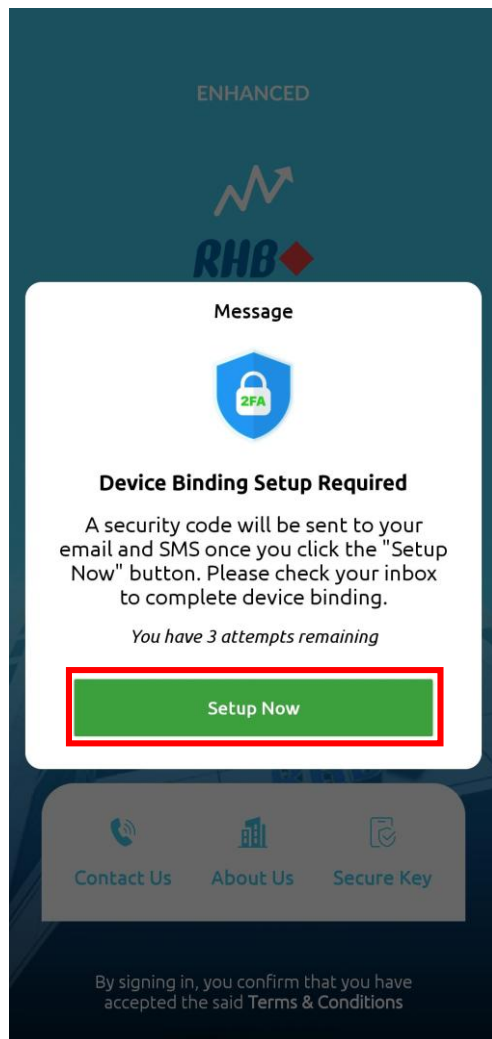 ENHANCED
RHB
Message
2FA
Device Binding Setup Required
A security code will be sent to your
email and SMS once you click the "Setup
Now" button. Please check your inbox
to complete device binding.
You have 3 attempts remaining
Setup Now
Contact Us About Us Secure Key
By signing in, you confirm that you have
accepted the said Terms & Conditions